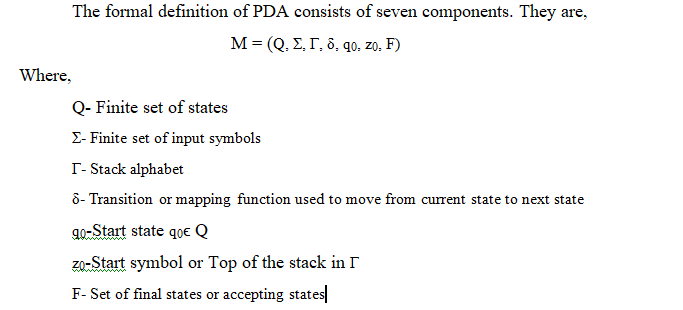 The formal definition of PDA consists of seven components. They are,
M = (Q, Σ, Γ, δ, q0, z0, F)
Where,
Q- Finite set of states
Σ- Finite set of input symbols
Γ- Stack alphabet
δ- Transition or mapping function used to move from current state to next state
q0-Start state q0є Q
z0-Start symbol or Top of the stack in Γ
F- Set of final states or accepting states